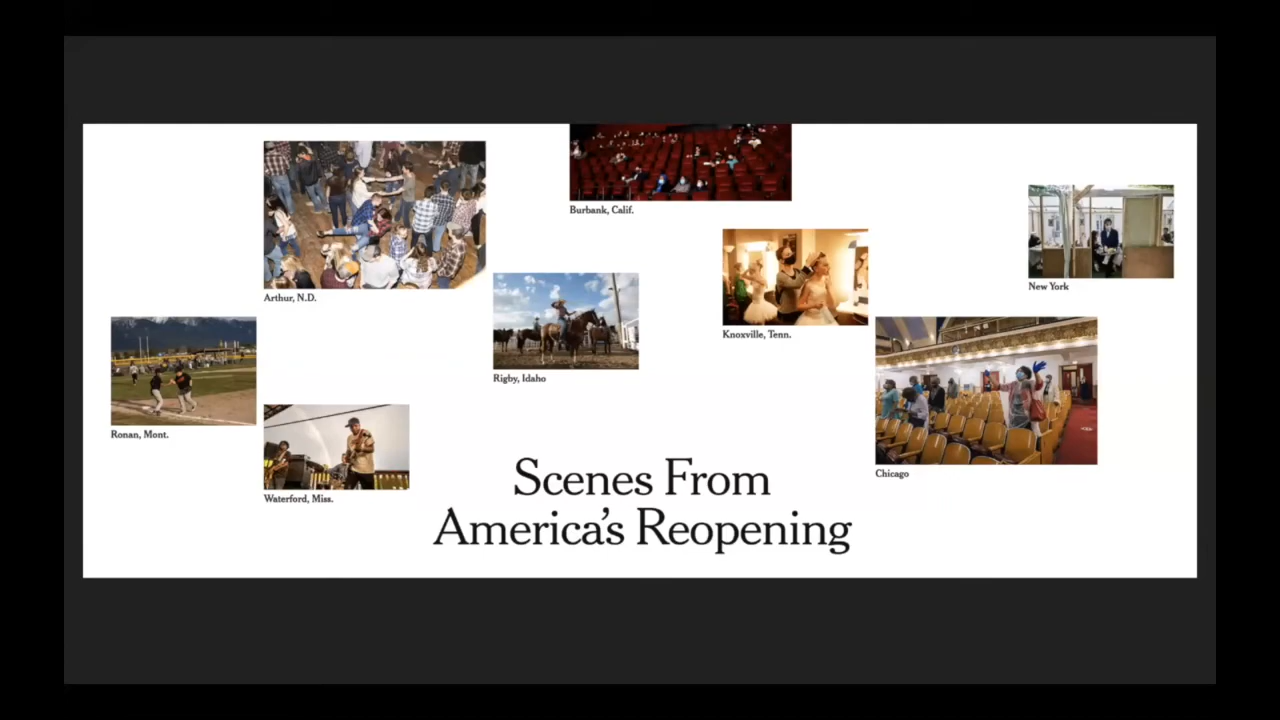 Burbank, Calif.
New York
Arthur, N.D.
Knoxville, Tenn.
Rigby, Idaho
Ronan, Mont.
Chicago
Waterford, Miss.
Scenes From
America’s Reopening